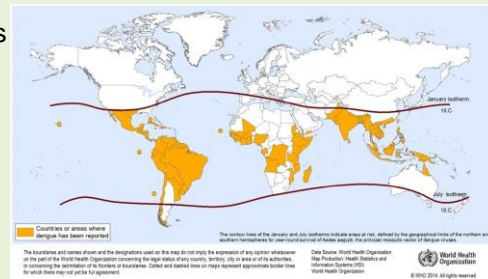 s
January isotherm
10.C
July isotherm
10.C
Countries or areas where
dengue has been reported
The contour lines of the January and July isotherms indicate areas at risk, defined by the geographical limits of the northern and
southern hemispheres for year-round survival of Aedes aegypti, the principal mosquito vector of dengue viruses.
The boundaries and names shown and the designations used on this map do not imply the expression of any opinion whatsoever
on the part of the World Health Organization concerning the legal status of any country, territory, city or area or of its authorities,
or concerning the delimitation of its frontiers or boundaries. Dotted and dashed lines on maps represent approximate border lines
for which there may not yet be full agreement.
Data Source: World Health Organization
Map Production: Health Statistics and
Information Systems (HSI)
World Health Organization
World Health
Organization
© WHO 2014. All rights reserved.